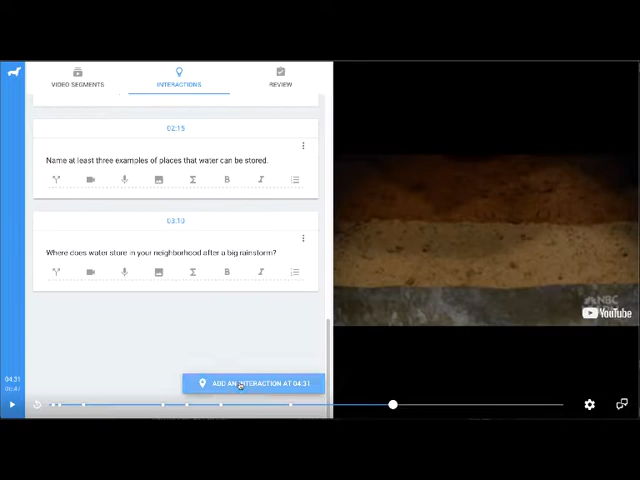 VIDEO SEGMENTS
INTERACTIONS
REVIEW
02:15
Name at least three examples of places that water can be stored.
B
I
03:10
Where does water store in your neighborhood after a big rainstorm?
B
I
NBC
YouTube
04:31
ADD AN INTERACTION AT 04:31